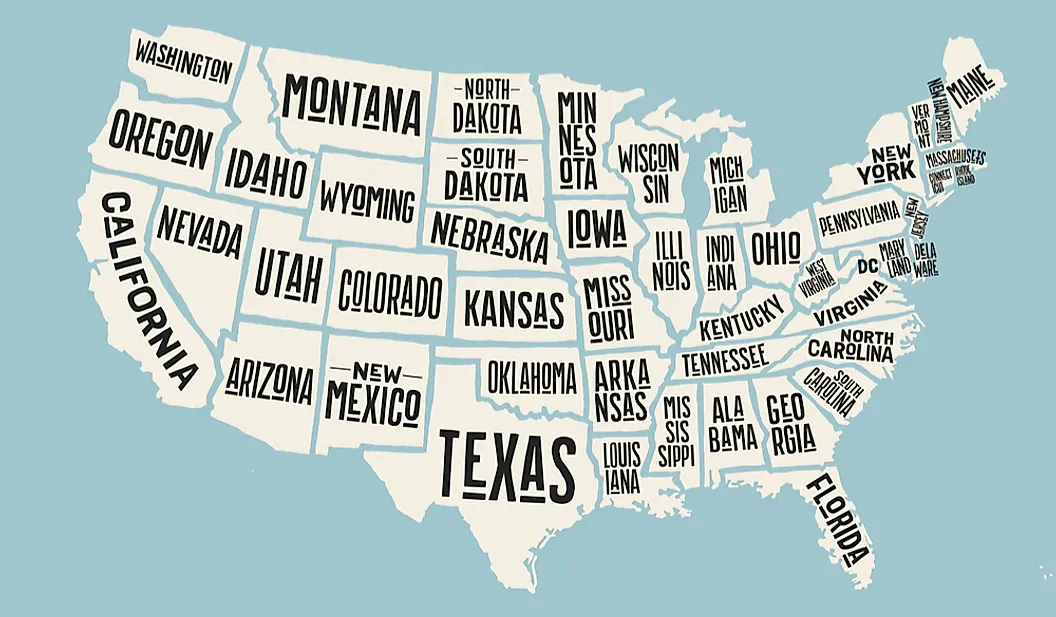 WASHINGTON
MONTANA
NORTH
DAKOTA
MIN
NES
OTA
WISCON
SIN
MICH
IGAN
MAINE
NEW HAMPSHIRE
VER
MO
NT
NEW
YORK
MASSACHUSETS
CONNECT
ICUT
RHODE
ISLAND
OREGON
IDAHO
WYOMING
SOUTH
DAKOTA
NEBRASKA
IOWA
ILLI
NOIS
INDI
ANA
OHIO
PENNSYLVANIA
NEW
JERSEY
CALIFORNIA
NEVADA
UTAH
COLORADO
KANSAS
MISS
OURI
KENTUCKY
WEST
VIRGINIA
DC
MARY
LAND
DELA
WARE
VIRGINIA
ARIZONA
NEW
MEXICO
OKLAHOMA
ARKA
NSAS
TENNESSEE
NORTH
CAROLINA
SOUTH
CAROLINA
TEXAS
LOUIS
IANA
MIS
SIS
SIPPI
ALA
BAMA
GEO
RGIA
FLORIDA